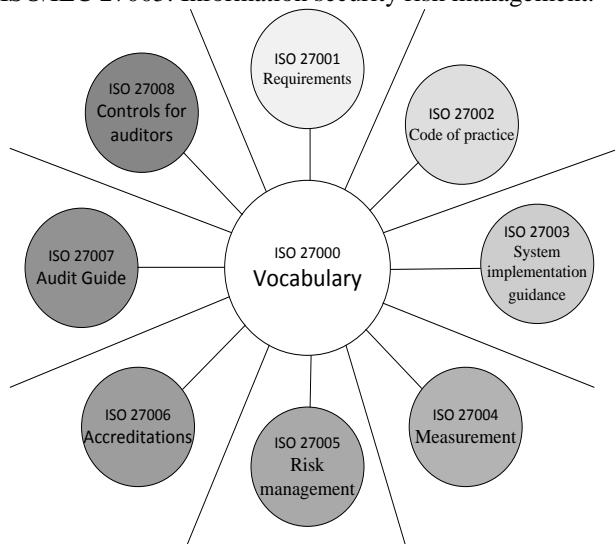 ISO/IEC 27005: Information security risk management.
ISO 27001
Requirements
ISO 27002
Code of practice
ISO 27003
System
implementation
guidance
ISO 27004
Measurement
ISO 27005
Risk
management
ISO 27006
Accreditations
ISO 27007
Audit Guide
ISO 27008
Controls for
auditors
ISO 27000
Vocabulary